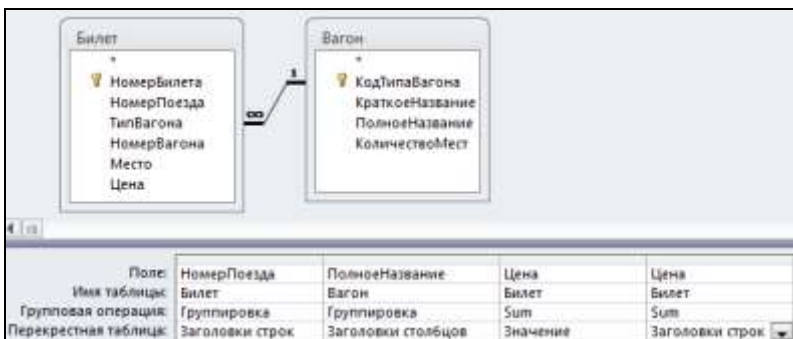 Билет
Вагон
*
*
НомерБилета
КодТипаВагона
НомерПоезда
КраткоеНазвание
ТипВагона
ПолноеНазвание
НомерВагона
КоличествоМест
Место
Цена
∞
1
Поле: НомерПоезда ПолноеНазвание Цена Цена
Имя таблицы: Билет Вагон Билет Билет
Групповая операция: Группировка Группировка Sum Sum
Перекрестная таблица: Заголовки строк Заголовки столбцов Значение Заголовки строк